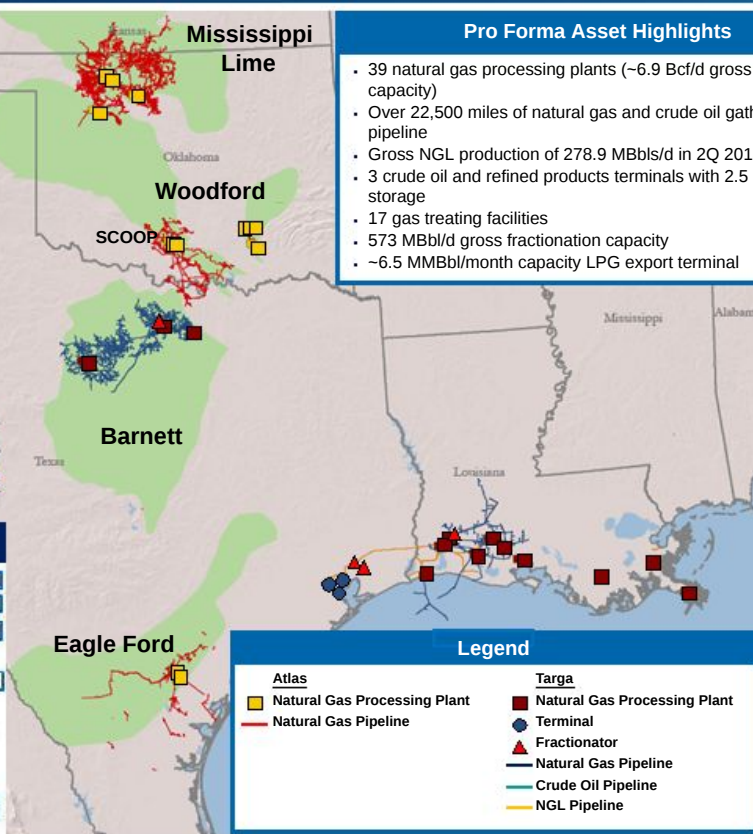 Kansas
Mississippi
Lime
Oklahoma
Woodford
SCOOP
Barnett
Texas
Louisiana
Mississippi
Eagle Ford
Pro Forma Asset Highlights
▪ 39 natural gas processing plants (~6.9 Bcf/d gross
capacity)
▪ Over 22,500 miles of natural gas and crude oil gath
pipeline
▪ Gross NGL production of 278.9 MBbls/d in 2Q 201
▪ 3 crude oil and refined products terminals with 2.5
storage
▪ 17 gas treating facilities
▪ 573 MBbl/d gross fractionation capacity
▪ ~6.5 MMBbl/month capacity LPG export terminal
Alabam
Legend
Atlas
Natural Gas Processing Plant
Natural Gas Pipeline
Targa
Natural Gas Processing Plant
Terminal
Fractionator
Natural Gas Pipeline
Crude Oil Pipeline
NGL Pipeline